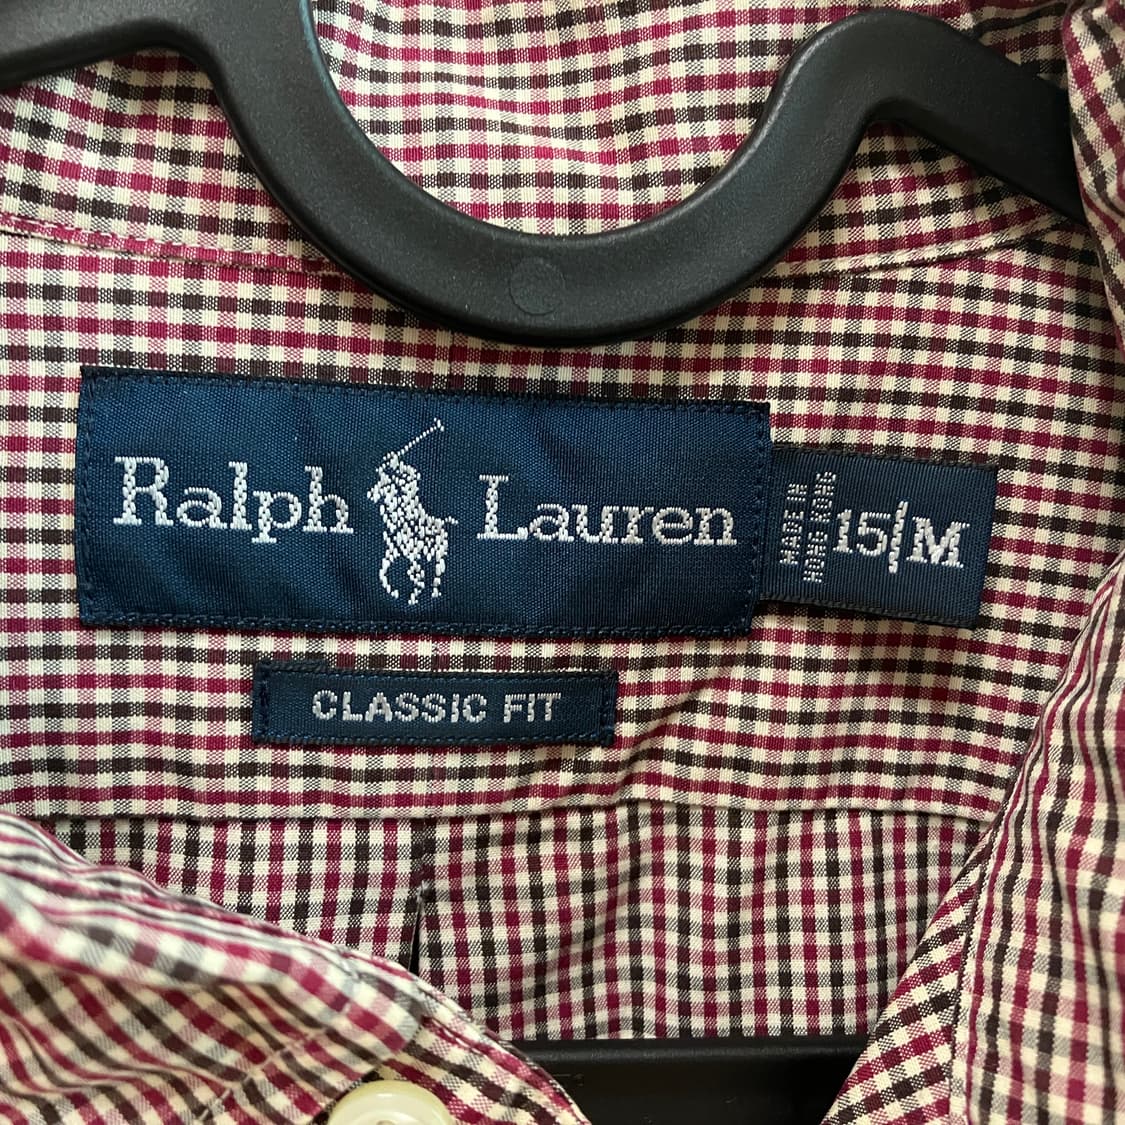 Ralph Lauren
MADE IN
HONG KONG
15|M
CLASSIC FIT